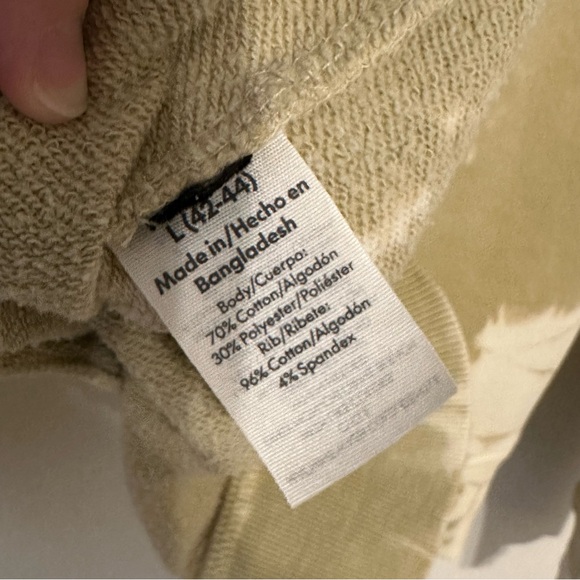 L (42-44)
Made in/Hecho en
Bangladesh
Body/Cuerpo:
70% Cotton/Algodón
30% Polyester/Poliéster
Rib/Ribete:
96% Cotton/Algodón
4% Spandex